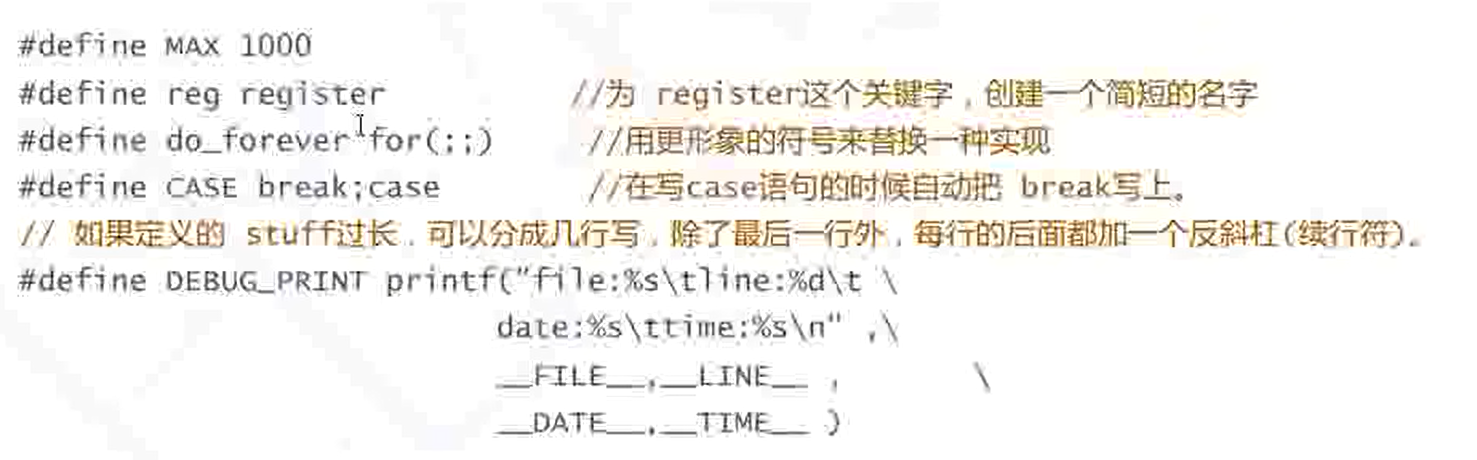 #define MAX 1000
#define reg register //为 register这个关键字，创建一个简短的名字
#define do_forever for(;;) //用更形象的符号来替换一种实现
#define CASE break;case //在写case语句的时候自动把 break写上。
// 如果定义的 stuff过长，可以分成几行写，除了最后一行外，每行的后面都加一个反斜杠(续行符)。
#define DEBUG_PRINT printf("file:%s\tline:%d\t \
date:%s\ttime:%s\n" ,\
__FILE__,__LINE__ , \
__DATE__,__TIME__ )